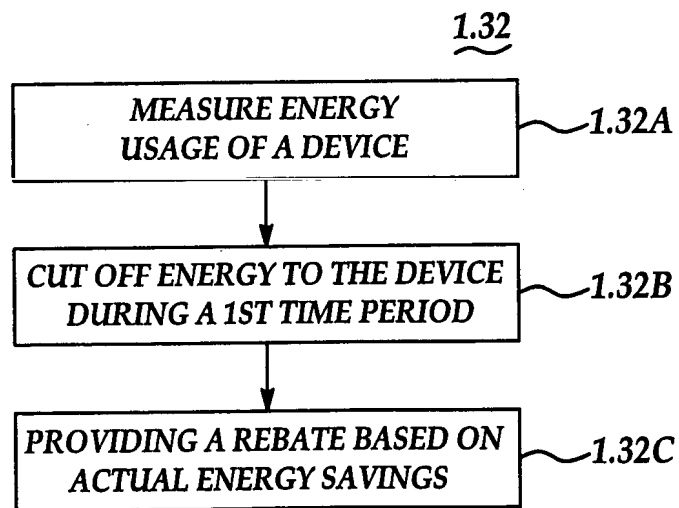 1.32
MEASURE ENERGY
USAGE OF A DEVICE
1.32A
CUT OFF ENERGY TO THE DEVICE
DURING A 1ST TIME PERIOD
1.32B
PROVIDING A REBATE BASED ON
ACTUAL ENERGY SAVINGS
1.32C